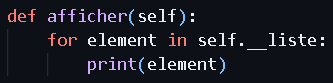 def afficher(self):
    for element in self.__liste:
        print(element)